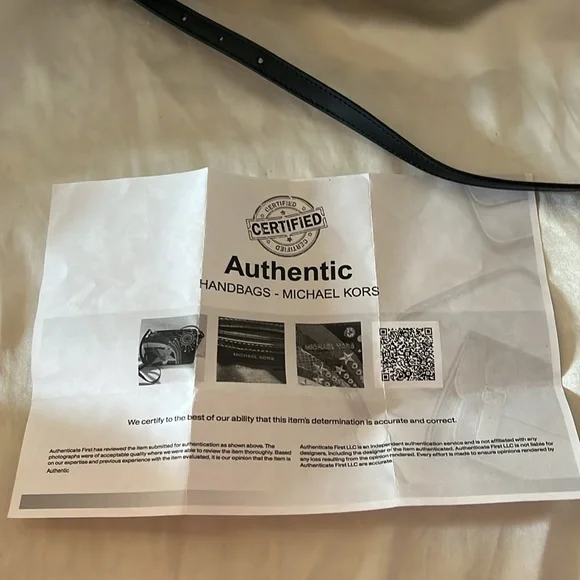 CERTIFIED
CERTIFIED
CERTIFIED
Authentic
HANDBAGS - MICHAEL KORS
MICHAEL KORS
MICHAEL KORS
We certify to the best of our ability that this item's determination is accurate and correct.
Authenticate First has reviewed the item submitted for authentication as shown above. The
photographs were of acceptable quality where we were able to review the item thoroughly. Based
on our expertise and previous experience with the item evaluated, it is our opinion that the item is
Authentic
Authenticate First LLC is an independent authentication service and is not affiliated with any
designers, including the designer of the item authenticated. Authenticate First LLC is not liable for
any loss resulting from the opinion rendered. Every effort is made to ensure opinions rendered by
Authenticate First LLC are accurate